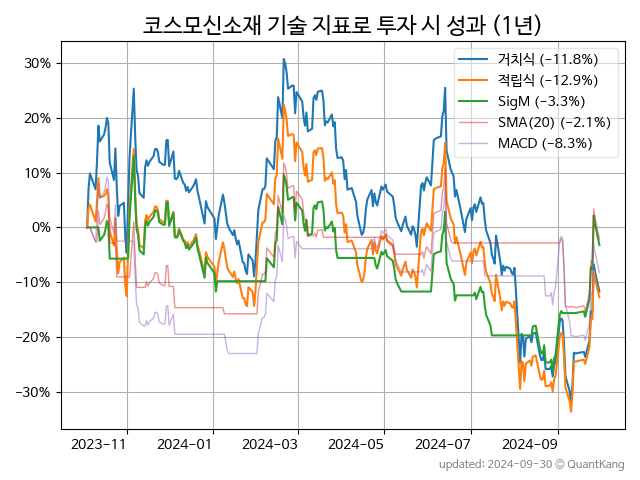 코스모신소재 기술 지표로 투자 시 성과 (1년)
거치식 (−11.8%)
적립식 (−12.9%)
SigM (−3.3%)
SMA(20) (−2.1%)
MACD (−8.3%)
30%
20%
10%
0%
−10%
−20%
−30%
2023-11
2024-01
2024-03
2024-05
2024-07
2024-09
updated: 2024-09-30 © QuantKang